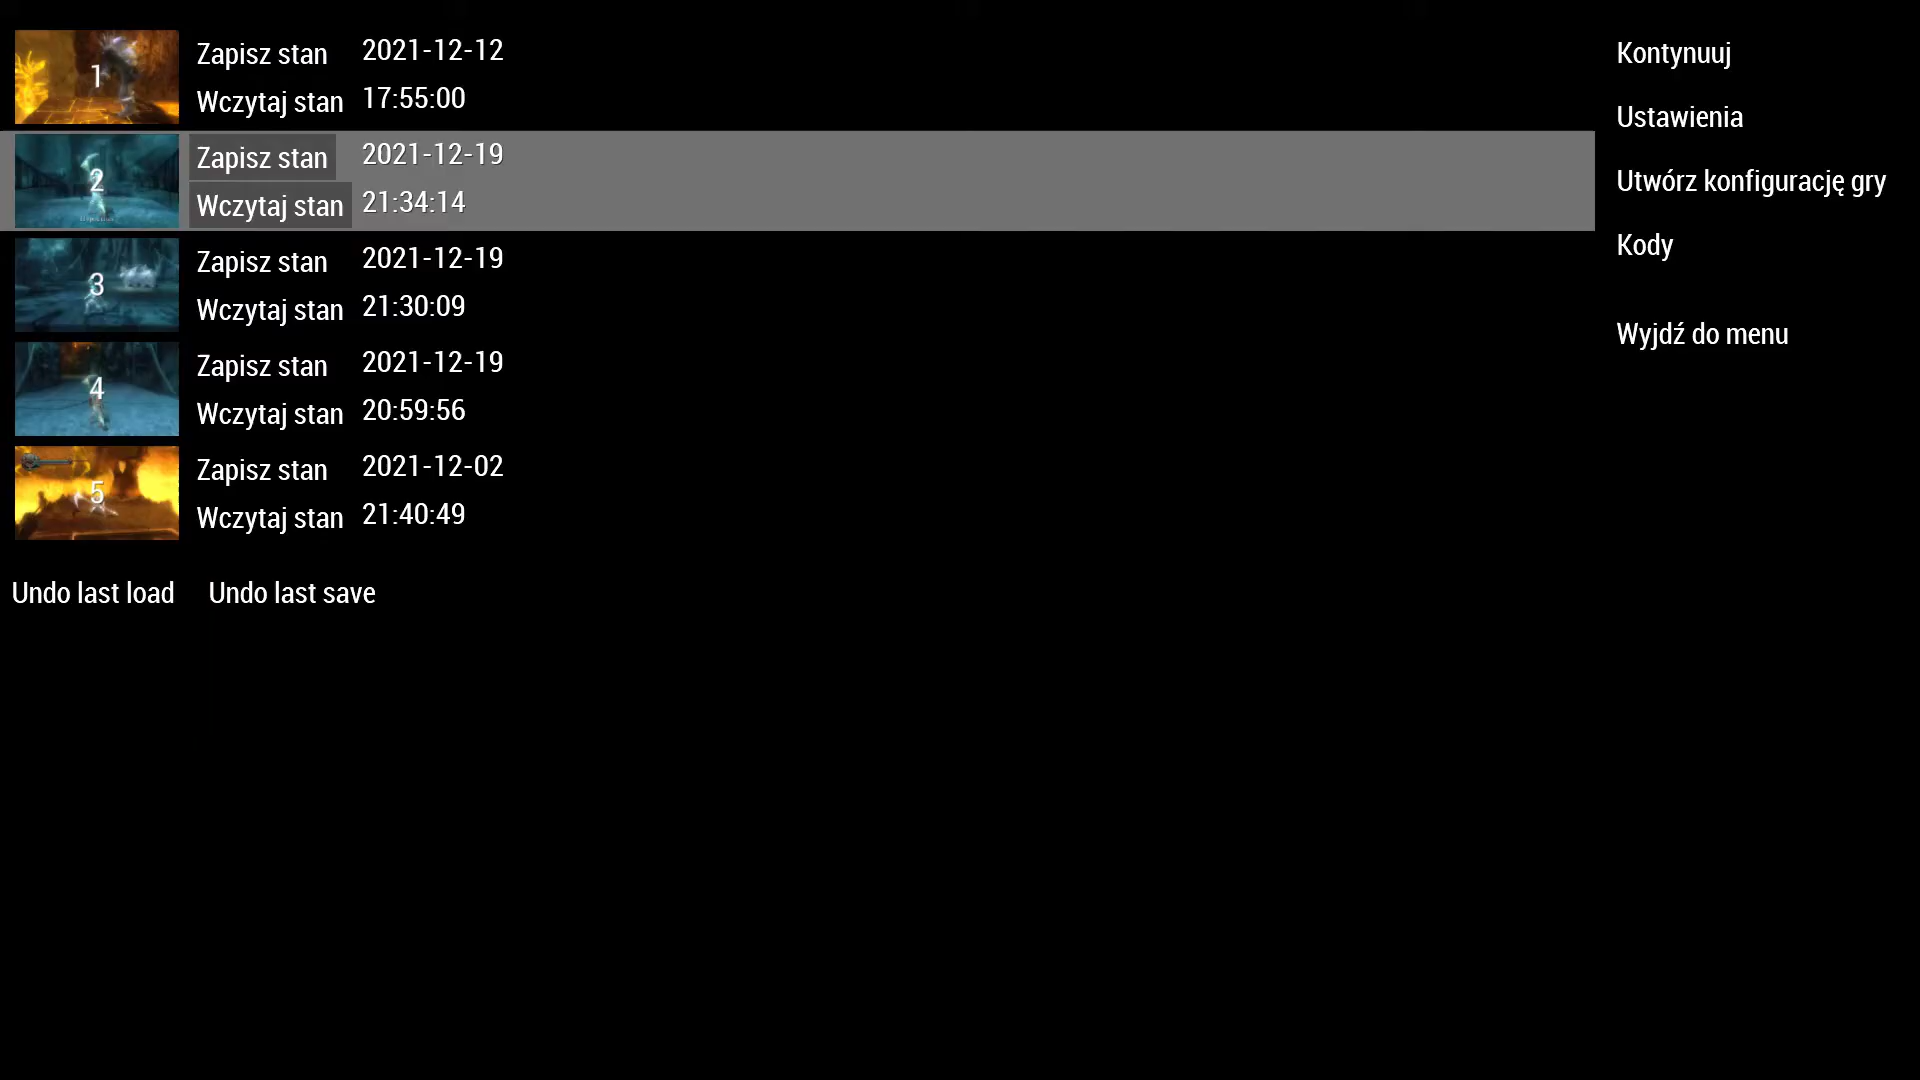 1
Zapisz stan
2021-12-12
Wczytaj stan
17:55:00
2
Zapisz stan
2021-12-19
Wczytaj stan
21:34:14
3
Zapisz stan
2021-12-19
Wczytaj stan
21:30:09
4
Zapisz stan
2021-12-19
Wczytaj stan
20:59:56
5
Zapisz stan
2021-12-02
Wczytaj stan
21:40:49
Undo last load
Undo last save
Kontynuuj
Ustawienia
Utwórz konfigurację gry
Kody
Wyjdź do menu